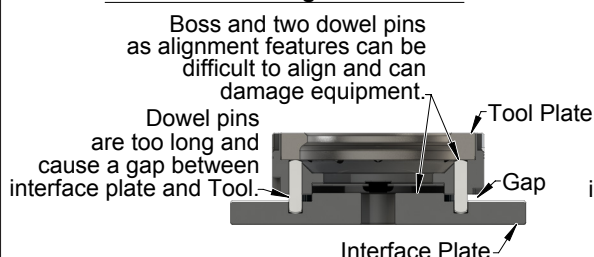 Boss and two dowel pins
as alignment features can be
difficult to align and can
damage equipment.
Dowel pins
are too long and
cause a gap between
interface plate and Tool.
Tool Plate
Gap
i
Interface Plate